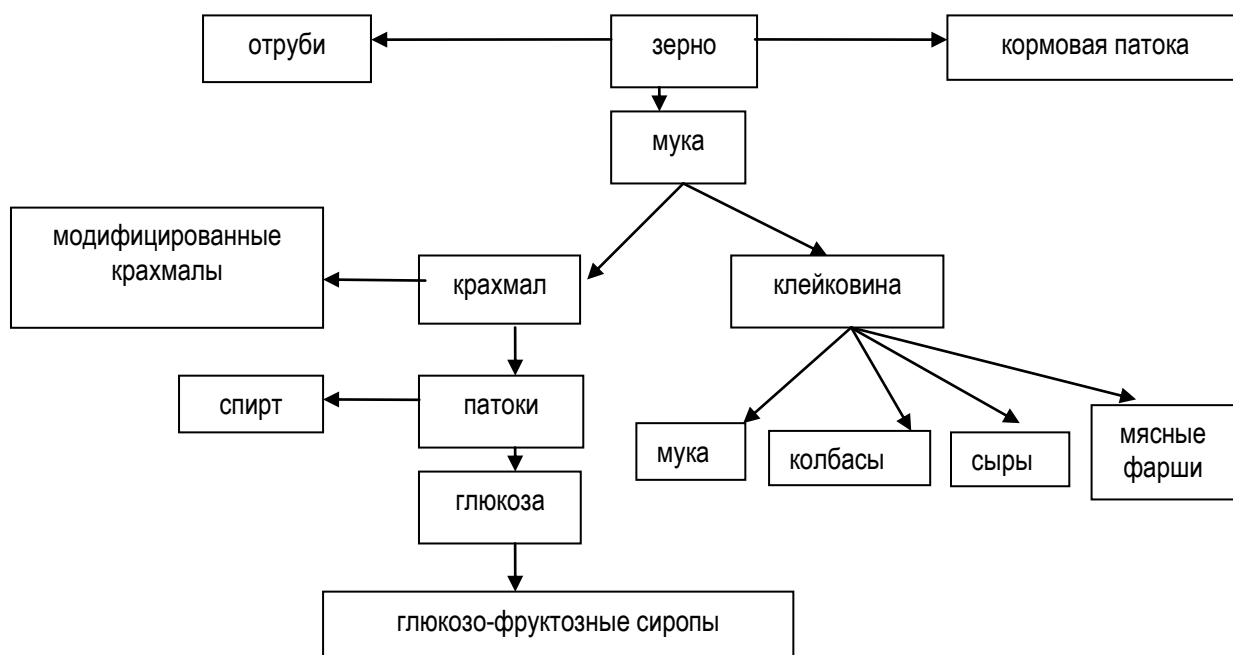 отруби
зерно
кормовая патока
мука
модифицированные
крахмалы
крахмал
клейковина
спирт
патоки
мука
колбасы
сыры
мясные
фарши
глюкоза
глюкозо-фруктозные сиропы